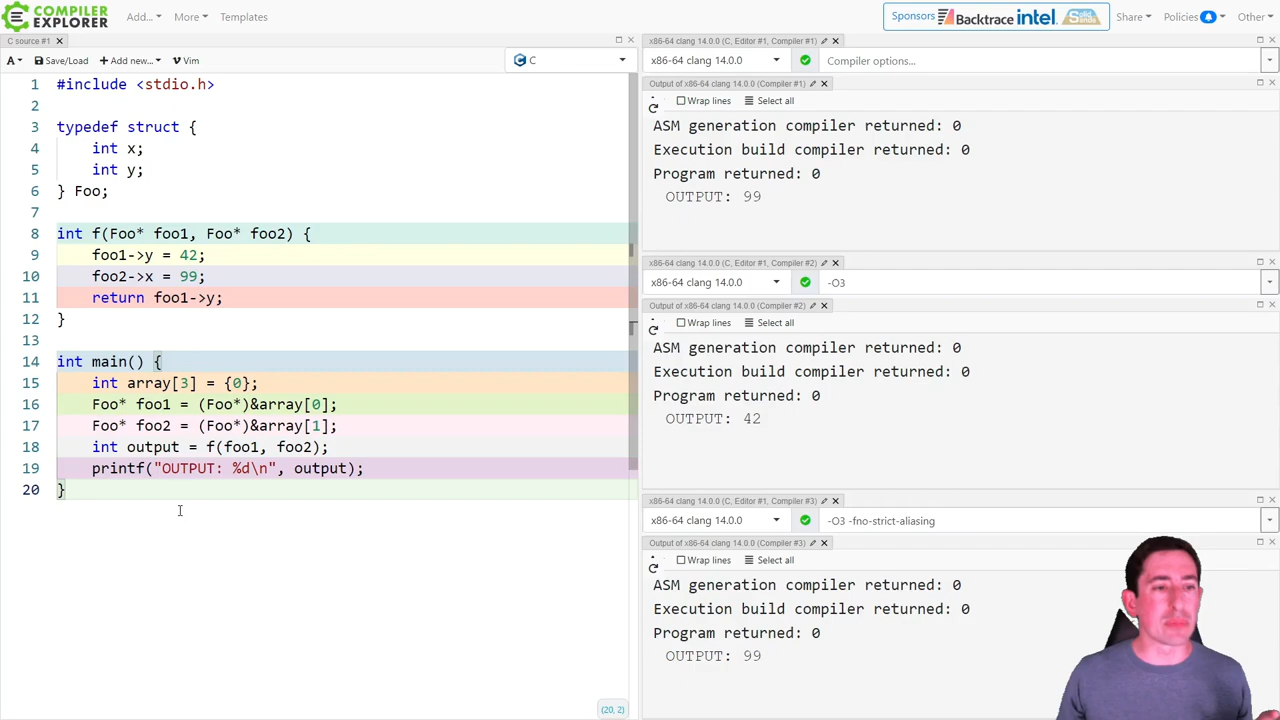 COMPILER EXPLORER
Add... More Templates
Sponsors Backtrace intel. Solid Sands Share Policies Other
C source #1
A Save/Load Add new... Vim C
1 #include <stdio.h>
2
3 typedef struct {
4 int x;
5 int y;
6 } Foo;
7
8 int f(Foo* foo1, Foo* foo2) {
9 foo1->y = 42;
10 foo2->x = 99;
11 return foo1->y;
12 }
13
14 int main() {
15 int array[3] = {0};
16 Foo* foo1 = (Foo*)&array[0];
17 Foo* foo2 = (Foo*)&array[1];
18 int output = f(foo1, foo2);
19 printf("OUTPUT: %d\n", output);
20 }
(20, 2)
x86-64 clang 14.0.0 (C, Editor #1, Compiler #1)
x86-64 clang 14.0.0 Compiler options...
Output of x86-64 clang 14.0.0 (Compiler #1)
Wrap lines Select all
ASM generation compiler returned: 0
Execution build compiler returned: 0
Program returned: 0
OUTPUT: 99
x86-64 clang 14.0.0 (C, Editor #1, Compiler #2)
x86-64 clang 14.0.0 -O3
Output of x86-64 clang 14.0.0 (Compiler #2)
Wrap lines Select all
ASM generation compiler returned: 0
Execution build compiler returned: 0
Program returned: 0
OUTPUT: 42
x86-64 clang 14.0.0 (C, Editor #1, Compiler #3)
x86-64 clang 14.0.0 -O3 -fno-strict-aliasing
Output of x86-64 clang 14.0.0 (Compiler #3)
Wrap lines Select all
ASM generation compiler returned: 0
Execution build compiler returned: 0
Program returned: 0
OUTPUT: 99